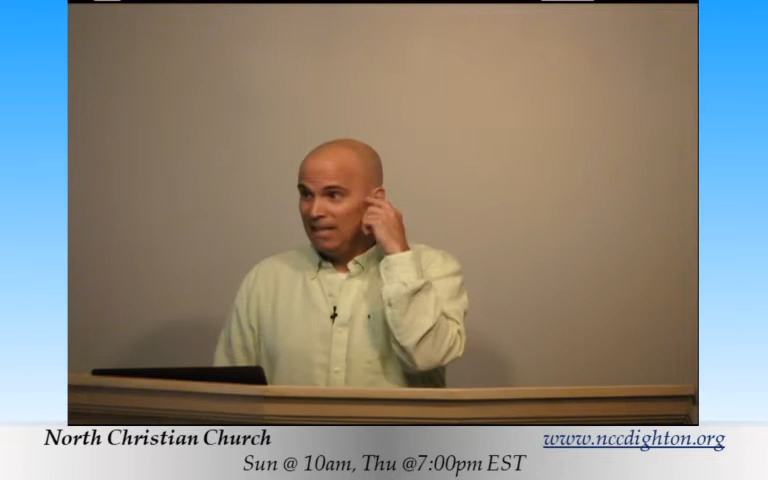 North Christian Church
www.nccdighton.org
Sun @ 10am, Thu @7:00pm EST